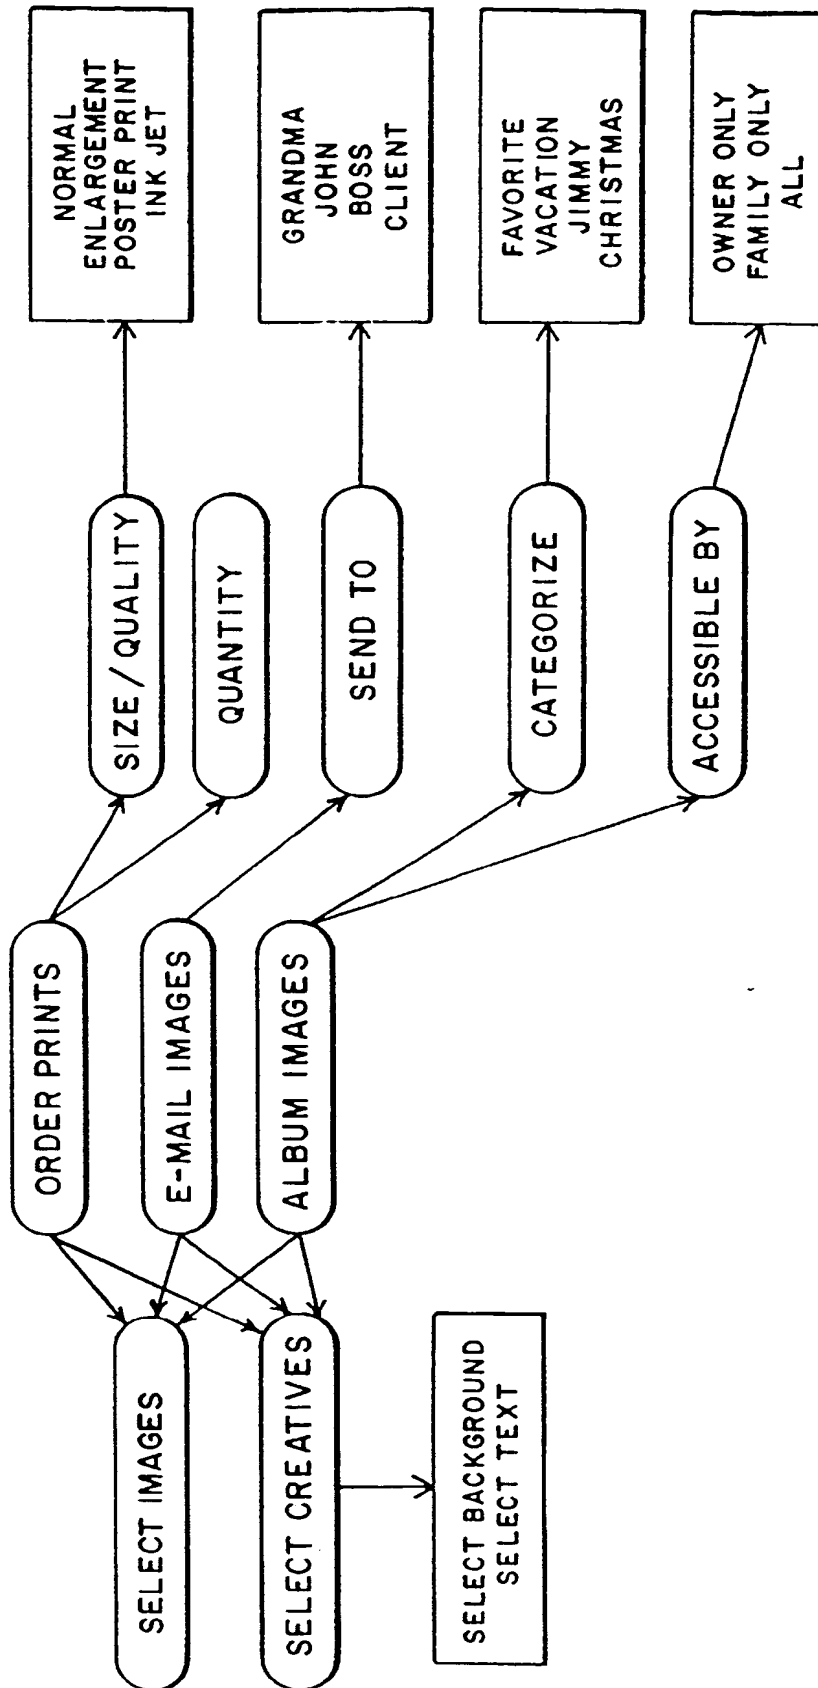 SELECT IMAGES
SELECT CREATIVES
SELECT BACKGROUND
SELECT TEXT
ORDER PRINTS
E-MAIL IMAGES
ALBUM IMAGES
SIZE / QUALITY
QUANTITY
SEND TO
CATEGORIZE
ACCESSIBLE BY
NORMAL
ENLARGEMENT
POSTER PRINT
INK JET
GRANDMA
JOHN
BOSS
CLIENT
FAVORITE
VACATION
JIMMY
CHRISTMAS
OWNER ONLY
FAMILY ONLY
ALL